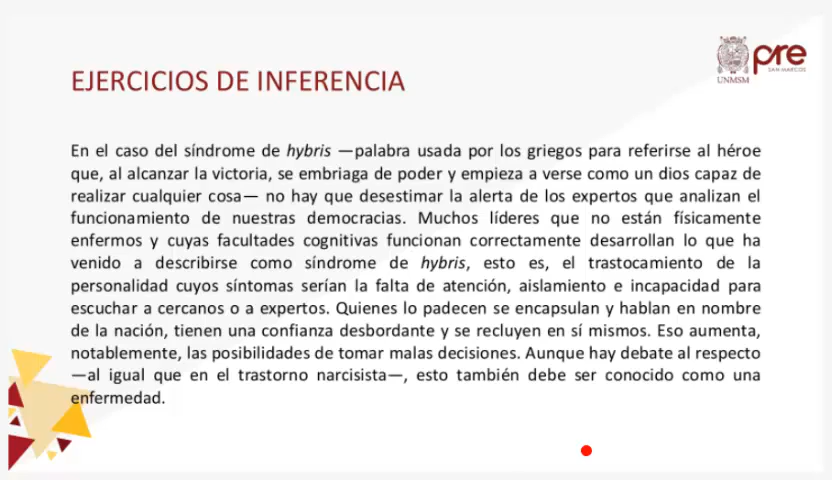 UNMSM
pre
SAN MARCOS
EJERCICIOS DE INFERENCIA
En el caso del síndrome de hybris —palabra usada por los griegos para referirse al héroe
que, al alcanzar la victoria, se embriaga de poder y empieza a verse como un dios capaz de
realizar cualquier cosa— no hay que desestimar la alerta de los expertos que analizan el
funcionamiento de nuestras democracias. Muchos líderes que no están físicamente
enfermos y cuyas facultades cognitivas funcionan correctamente desarrollan lo que ha
venido a describirse como síndrome de hybris, esto es, el trastocamiento de la
personalidad cuyos síntomas serían la falta de atención, aislamiento e incapacidad para
escuchar a cercanos o a expertos. Quienes lo padecen se encapsulan y hablan en nombre
de la nación, tienen una confianza desbordante y se recluyen en sí mismos. Eso aumenta,
notablemente, las posibilidades de tomar malas decisiones. Aunque hay debate al respecto
—al igual que en el trastorno narcisista—, esto también debe ser conocido como una
enfermedad.